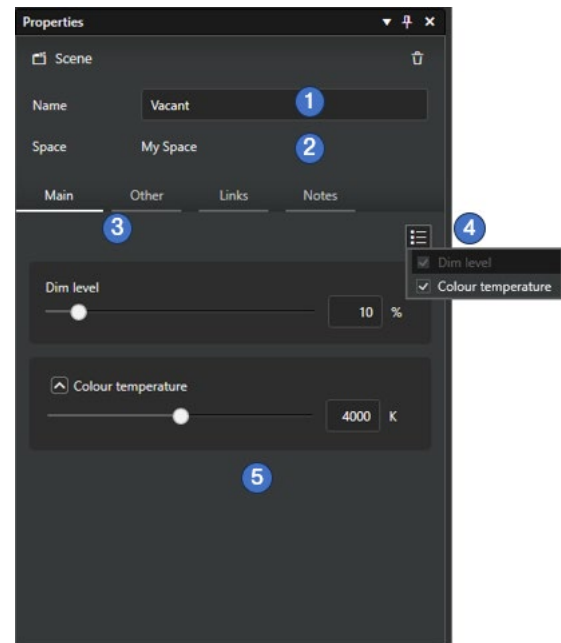 Properties
Scene
Name Vacant 1
Space My Space 2
Main Other Links Notes
3 4
Dim level
Colour temperature
Dim level
10 %
Colour temperature
4000 K
5